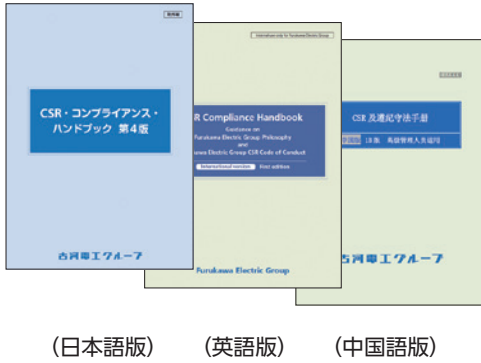 CSR・コンプライアンス・
ハンドブック 第4版
古河電工グループ
R Compliance Handbook
Guidance on
Furukawa Electric Group Philosophy
and
awa Electric Group CSR Code of Conduct
International version First edition
Furukawa Electric Group
CSR 及遵纪守法手册
古河電工グループ
(日本語版) (英語版) (中国語版)